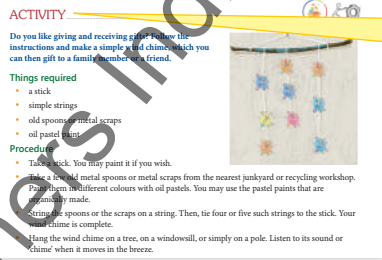 ACTIVITY
Do you like giving and receiving gifts? Follow the
instructions and make a simple wind chime, which you
can then gift to a family member or a friend.
Things required
• a stick
• simple strings
• old spoons or metal scraps
• oil pastel paint
Procedure
• Take a stick. You may paint it if you wish.
• Take a few old metal spoons or metal scraps from the nearest junkyard or recycling workshop.
Paint them in different colours with oil pastels. You may use the pastel paints that are
organically made.
• String the spoons or the scraps on a string. Then, tie four or five such strings to the stick. Your
wind chime is complete.
• Hang the wind chime on a tree, on a windowsill, or simply on a pole. Listen to its sound or
'chime' when it moves in the breeze.